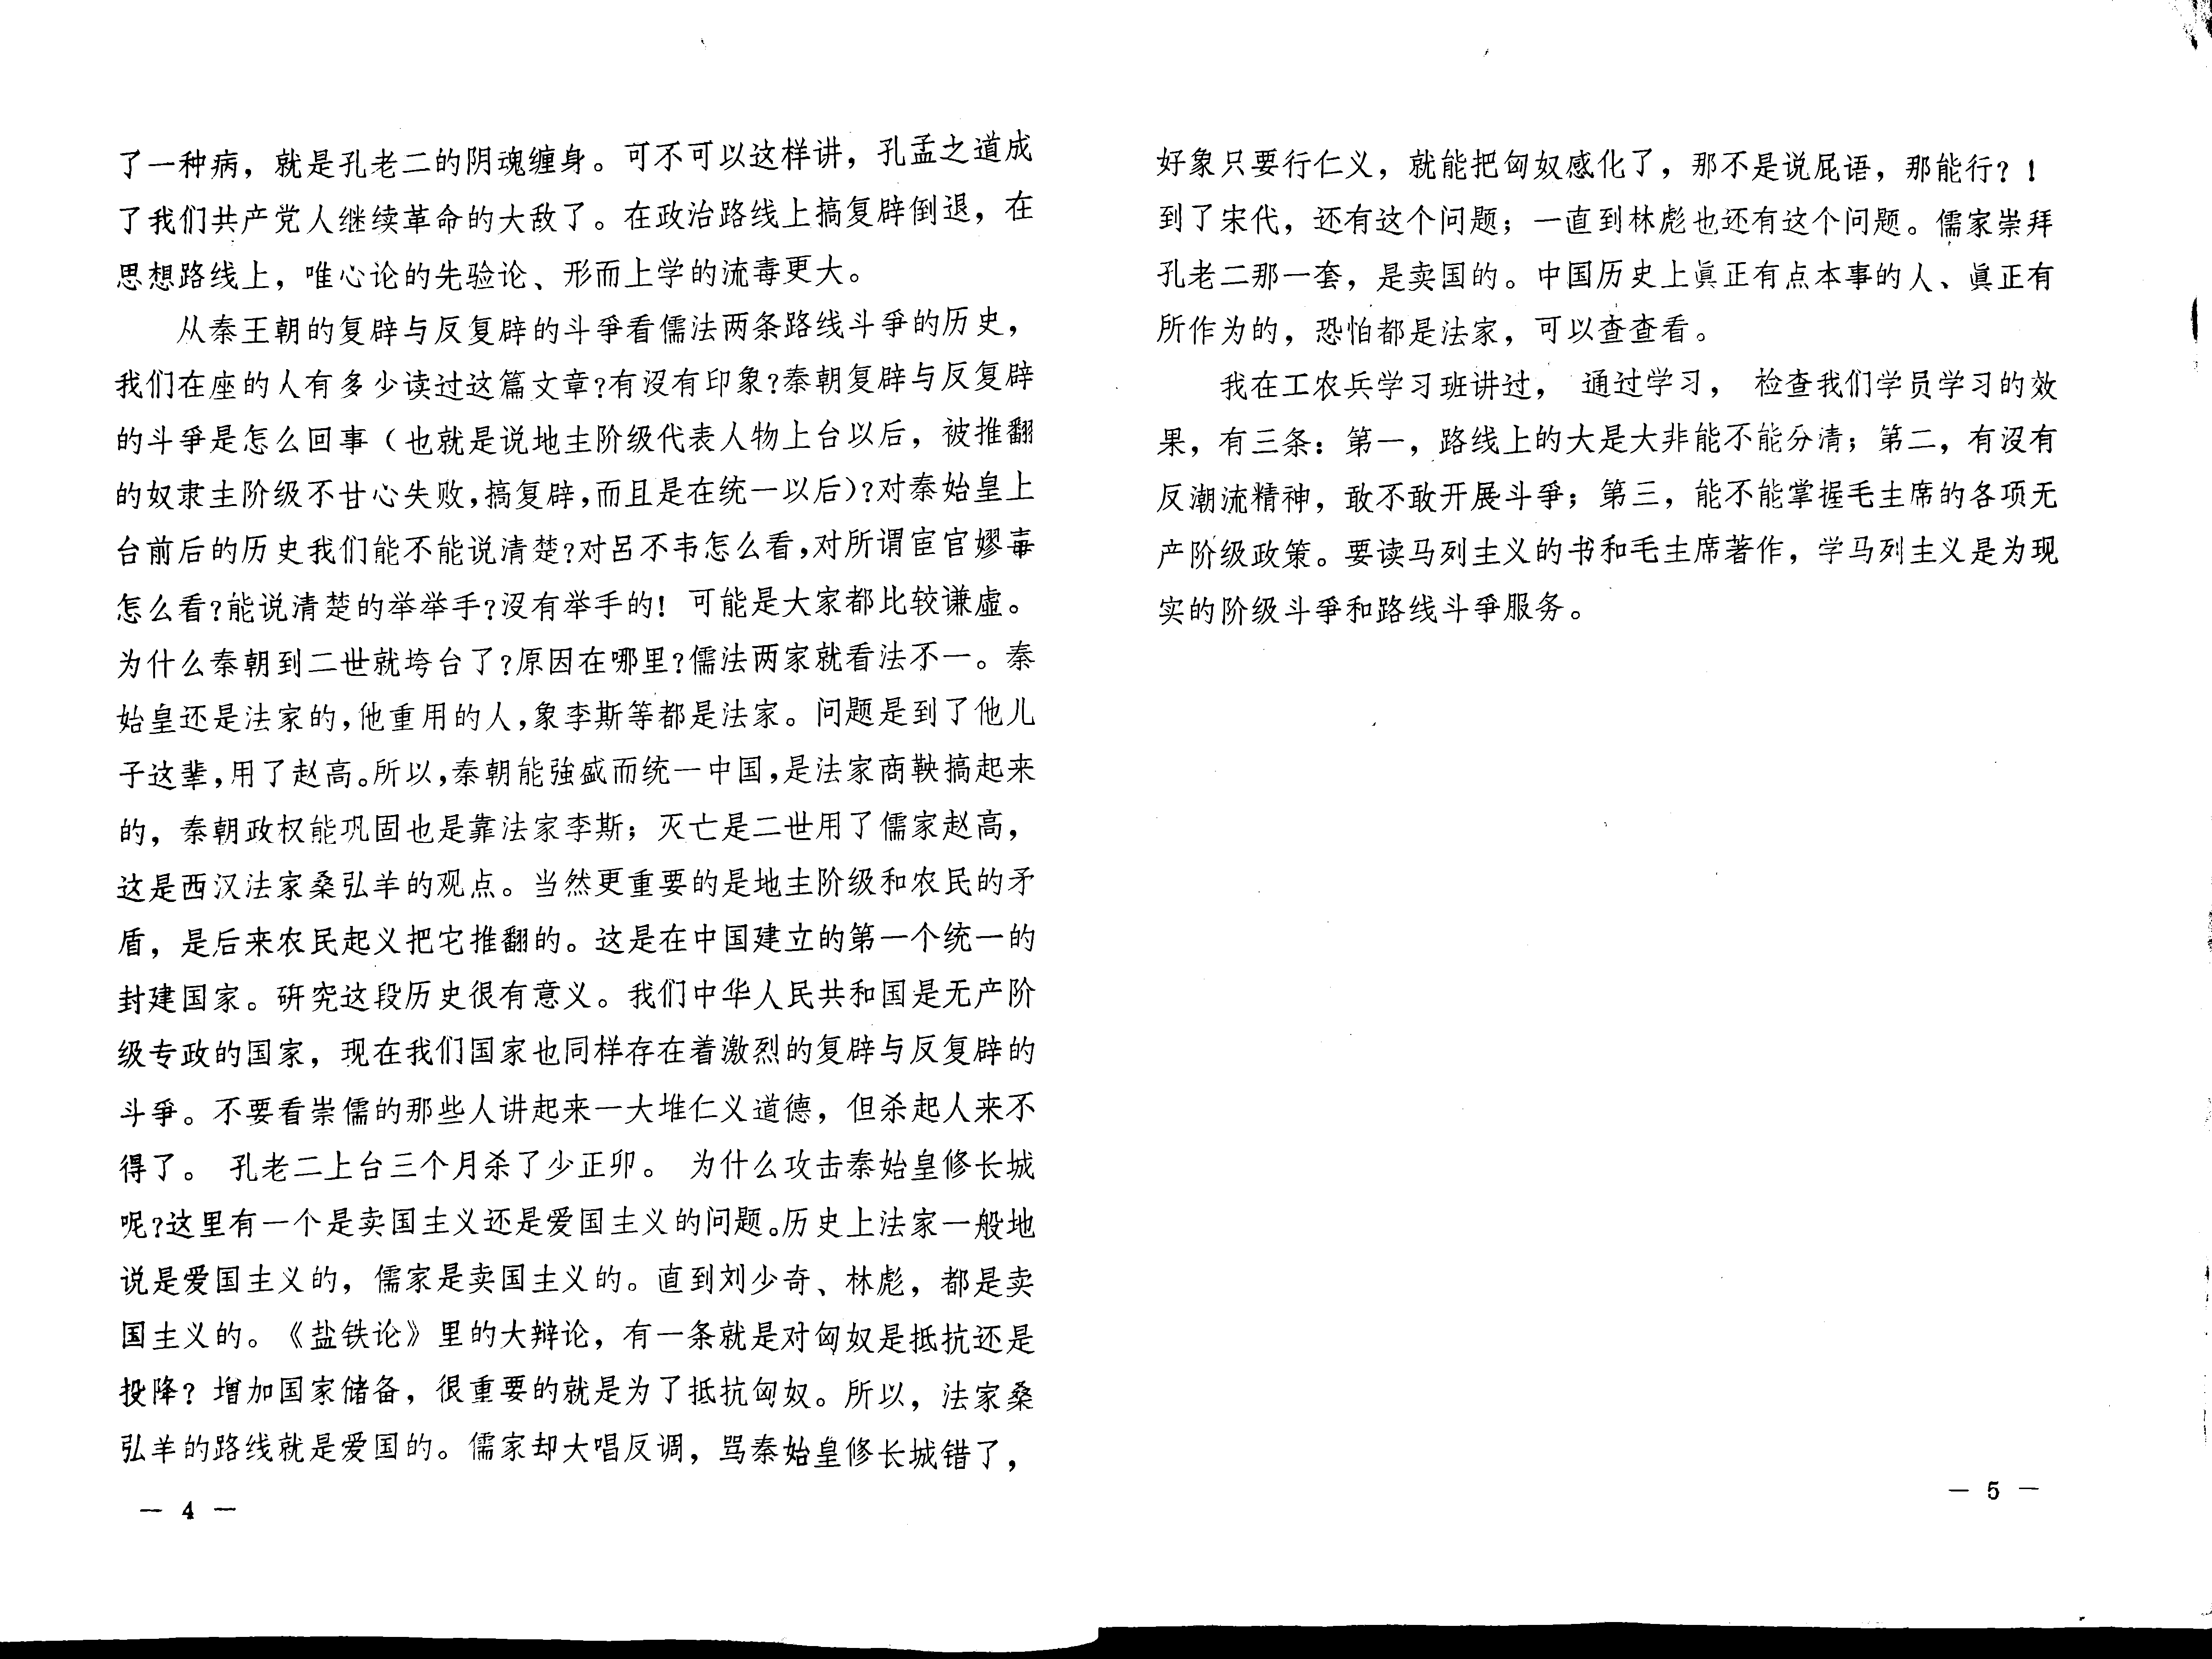 了一种病，就是孔老二的阴魂缠身。可不可以这样讲，孔孟之道成
了我们共产党人继续革命的大敌了。在政治路线上搞复辟倒退，在
思想路线上，唯心论的先验论、形而上学的流毒更大。
从秦王朝的复辟与反复辟的斗爭看儒法两条路线斗爭的历史，
我们在座的人有多少读过这篇文章?有沒有印象?秦朝复辟与反复辟
的斗爭是怎么回事（也就是说地主阶级代表人物上台以后，被推翻
的奴隶主阶级不甘心失败,搞复辟,而且是在统一以后)?对秦始皇上
台前后的历史我们能不能说清楚?对吕不韦怎么看,对所谓宦官嫪毐
怎么看?能说清楚的举举手?沒有举手的! 可能是大家都比较谦虚。
为什么秦朝到二世就垮台了?原因在哪里?儒法两家就看法不一。秦
始皇还是法家的,他重用的人,象李斯等都是法家。问题是到了他儿
子这辈,用了赵高。所以,秦朝能強盛而统一中国,是法家商鞅搞起来
的，秦朝政权能巩固也是靠法家李斯；灭亡是二世用了儒家赵高，
这是西汉法家桑弘羊的观点。当然更重要的是地主阶级和农民的矛
盾，是后来农民起义把它推翻的。这是在中国建立的第一个统一的
封建国家。研究这段历史很有意义。我们中华人民共和国是无产阶
级专政的国家，现在我们国家也同样存在着激烈的复辟与反复辟的
斗爭。不要看崇儒的那些人讲起来一大堆仁义道德，但杀起人来不
得了。 孔老二上台三个月杀了少正卯。 为什么攻击秦始皇修长城
呢?这里有一个是卖国主义还是爱国主义的问题。历史上法家一般地
说是爱国主义的，儒家是卖国主义的。直到刘少奇、林彪，都是卖
国主义的。《盐铁论》里的大辩论，有一条就是对匈奴是抵抗还是
投降？增加国家储备，很重要的就是为了抵抗匈奴。所以，法家桑
弘羊的路线就是爱国的。儒家却大唱反调，骂秦始皇修长城错了，
— 4 —
好象只要行仁义，就能把匈奴感化了，那不是说屁语，那能行？！
到了宋代，还有这个问题；一直到林彪也还有这个问题。儒家崇拜
孔老二那一套，是卖国的。中国历史上眞正有点本事的人、眞正有
所作为的，恐怕都是法家，可以查查看。
我在工农兵学习班讲过， 通过学习， 检查我们学员学习的效
果，有三条：第一，路线上的大是大非能不能分清；第二，有沒有
反潮流精神，敢不敢开展斗爭；第三，能不能掌握毛主席的各项无
产阶级政策。要读马列主义的书和毛主席著作，学马列主义是为现
实的阶级斗爭和路线斗爭服务。
— 5 —